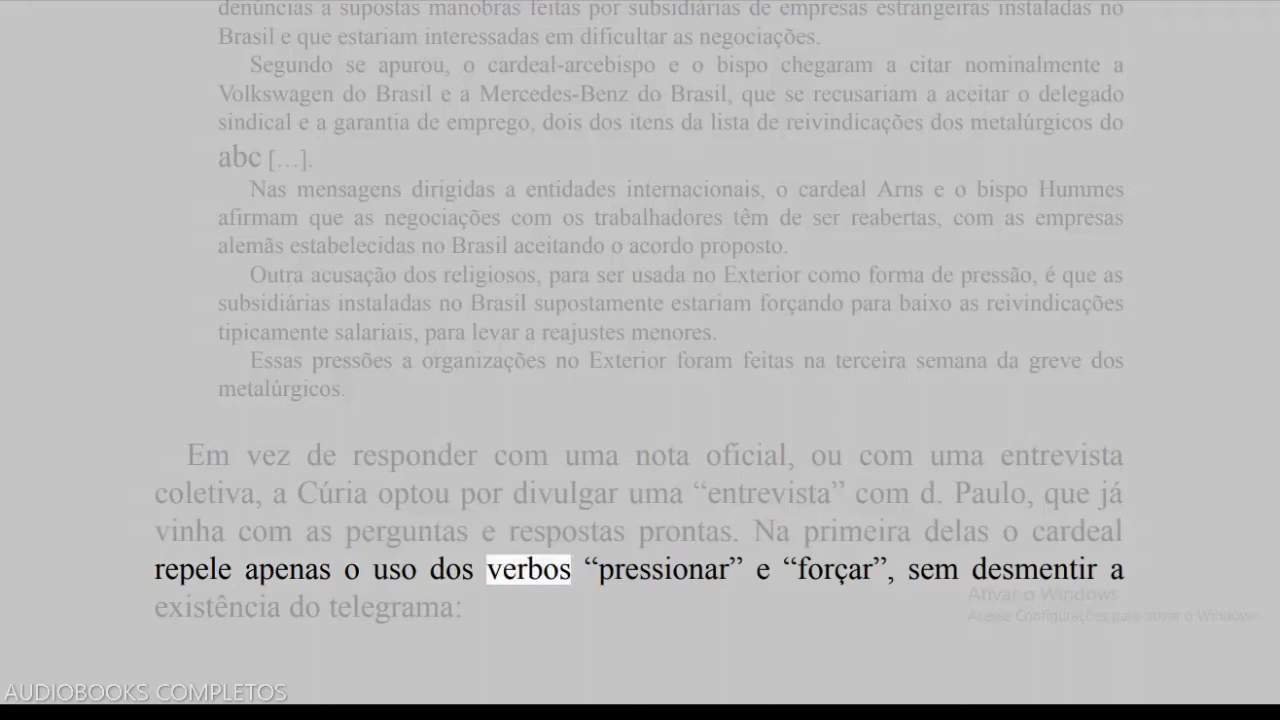 denúncias a supostas manobras feitas por subsidiárias de empresas estrangeiras instaladas no
Brasil e que estariam interessadas em dificultar as negociações.
Segundo se apurou, o cardeal-arcebispo e o bispo chegaram a citar nominalmente a
Volkswagen do Brasil e a Mercedes-Benz do Brasil, que se recusariam a aceitar o delegado
sindical e a garantia de emprego, dois dos itens da lista de reivindicações dos metalúrgicos do
abc [...].
Nas mensagens dirigidas a entidades internacionais, o cardeal Arns e o bispo Hummes
afirmam que as negociações com os trabalhadores têm de ser reabertas, com as empresas
alemãs estabelecidas no Brasil aceitando o acordo proposto.
Outra acusação dos religiosos, para ser usada no Exterior como forma de pressão, é que as
subsidiárias instaladas no Brasil supostamente estariam forçando para baixo as reivindicações
tipicamente salariais, para levar a reajustes menores.
Essas pressões a organizações no Exterior foram feitas na terceira semana da greve dos
metalúrgicos.
Em vez de responder com uma nota oficial, ou com uma entrevista
coletiva, a Cúria optou por divulgar uma “entrevista” com d. Paulo, que já
vinha com as perguntas e respostas prontas. Na primeira delas o cardeal
repele apenas o uso dos verbos “pressionar” e “forçar”, sem desmentir a
existência do telegrama:
Ativar o Windows
Acesse Configurações para ativar o Windows.
AUDIOBOOKS COMPLETOS